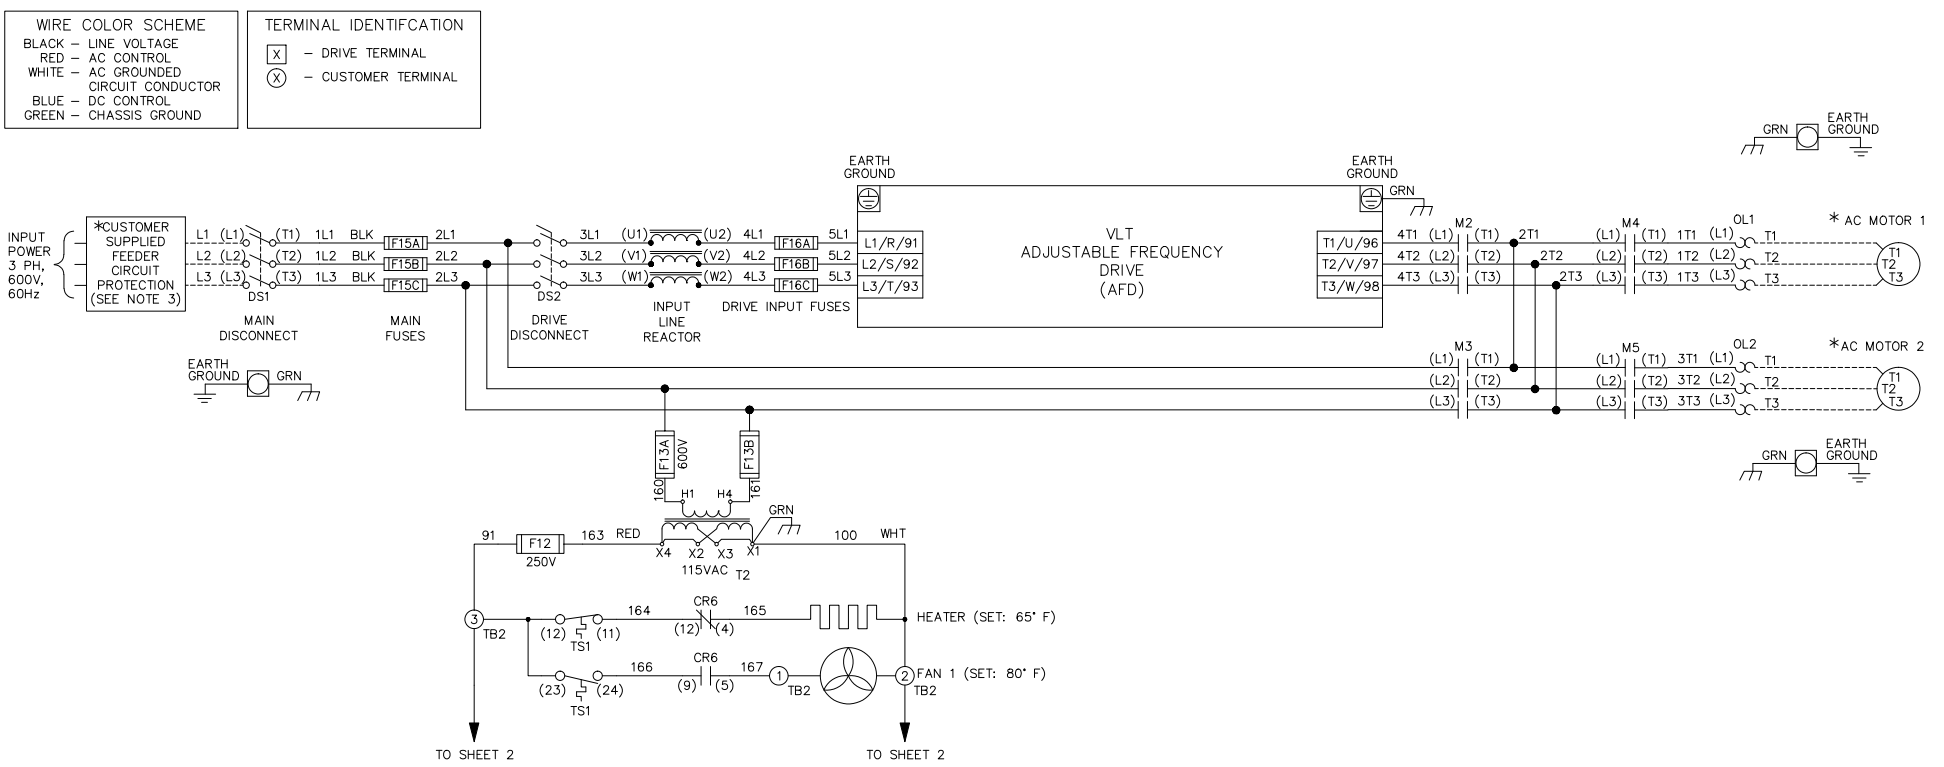 WIRE COLOR SCHEME
BLACK – LINE VOLTAGE
RED – AC CONTROL
WHITE – AC GROUNDED
CIRCUIT CONDUCTOR
BLUE – DC CONTROL
GREEN – CHASSIS GROUND
TERMINAL IDENTIFCATION
X – DRIVE TERMINAL
X – CUSTOMER TERMINAL
GRN EARTH
GROUND
EARTH
GROUND
EARTH
GROUND
GRN
INPUT
POWER
3 PH,
600V,
60Hz
*CUSTOMER
SUPPLIED
FEEDER
CIRCUIT
PROTECTION
(SEE NOTE 3)
L1 (L1) (T1) 1L1 BLK F15A 2L1 3L1 (U1) (U2) 4L1 F16A 5L1 L1/R/91
L2 (L2) (T2) 1L2 BLK F15B 2L2 3L2 (V1) (V2) 4L2 F16B 5L2 L2/S/92
L3 (L3) (T3) 1L3 BLK F15C 2L3 3L3 (W1) (W2) 4L3 F16C 5L3 L3/T/93
DS1
DS2
MAIN
DISCONNECT
MAIN
FUSES
DRIVE
DISCONNECT
INPUT
LINE
REACTOR
DRIVE INPUT FUSES
VLT
ADJUSTABLE FREQUENCY
DRIVE
(AFD)
M2 M4 OL1 * AC MOTOR 1
T1/U/96 4T1 (L1) (T1) 2T1 (L1) (T1) 1T1 (L1) T1
T2/V/97 4T2 (L2) (T2) 2T2 (L2) (T2) 1T2 (L2) T2
T3/W/98 4T3 (L3) (T3) 2T3 (L3) (T3) 1T3 (L3) T3
T1
T2
T3
M3 M5 OL2 *AC MOTOR 2
(L1) (T1) (L1) (T1) 3T1 (L1) T1
(L2) (T2) (L2) (T2) 3T2 (L2) T2
(L3) (T3) (L3) (T3) 3T3 (L3) T3
T1
T2
T3
EARTH
GROUND GRN
GRN EARTH
GROUND
F13A
600V
F13B
160
161
H1 H4
GRN
91 F12 163 RED
250V
X4 X2 X3 X1
100 WHT
115VAC T2
3
TB2
164 CR6 165
(12) (11) (12) (4)
TS1
HEATER (SET: 65° F)
166 CR6 167
(23) (24) (9) (5)
TS1
1
TB2
2
TB2
FAN 1 (SET: 80° F)
TO SHEET 2
TO SHEET 2